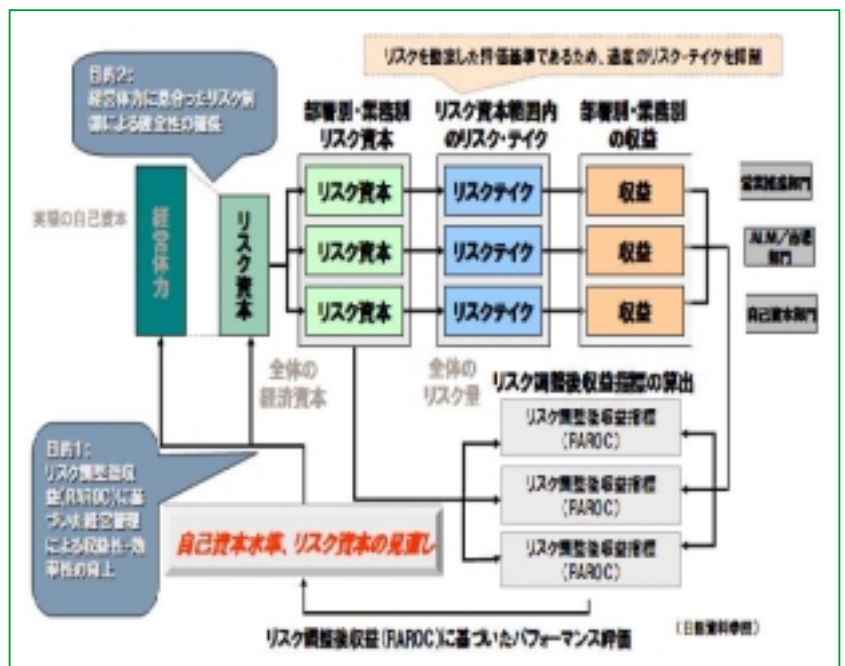 リスクを勘定した評価基準であるため、過度のリスク・テイクを抑制
目的2:
経営体力に見合ったリスク制
御による健全性の確保
部署別・業務別
リスク資本
リスク資本範囲内
のリスク・テイク
部署別・業務別
の収益
実際の自己資本
経営体力
リスク資本
リスク資本
リスクテイク
収益
リスク資本
リスクテイク
収益
リスク資本
リスクテイク
収益
営業推進部門
部門
自己資本部門
全体の
経済資本
全体の
リスク量
リスク調整後収益指標の算出
リスク調整後収益指標
(RAROC)
リスク調整後収益指標
(RAROC)
リスク調整後収益指標
(RAROC)
目的1:
リスク調整後収
益(RAROC)に基
づいた経営管理
による収益性・効
率性の向上
自己資本水準、リスク資本の見直し
リスク調整後収益(RAROC)に基づいたパフォーマンス評価
(日銀資料参照)